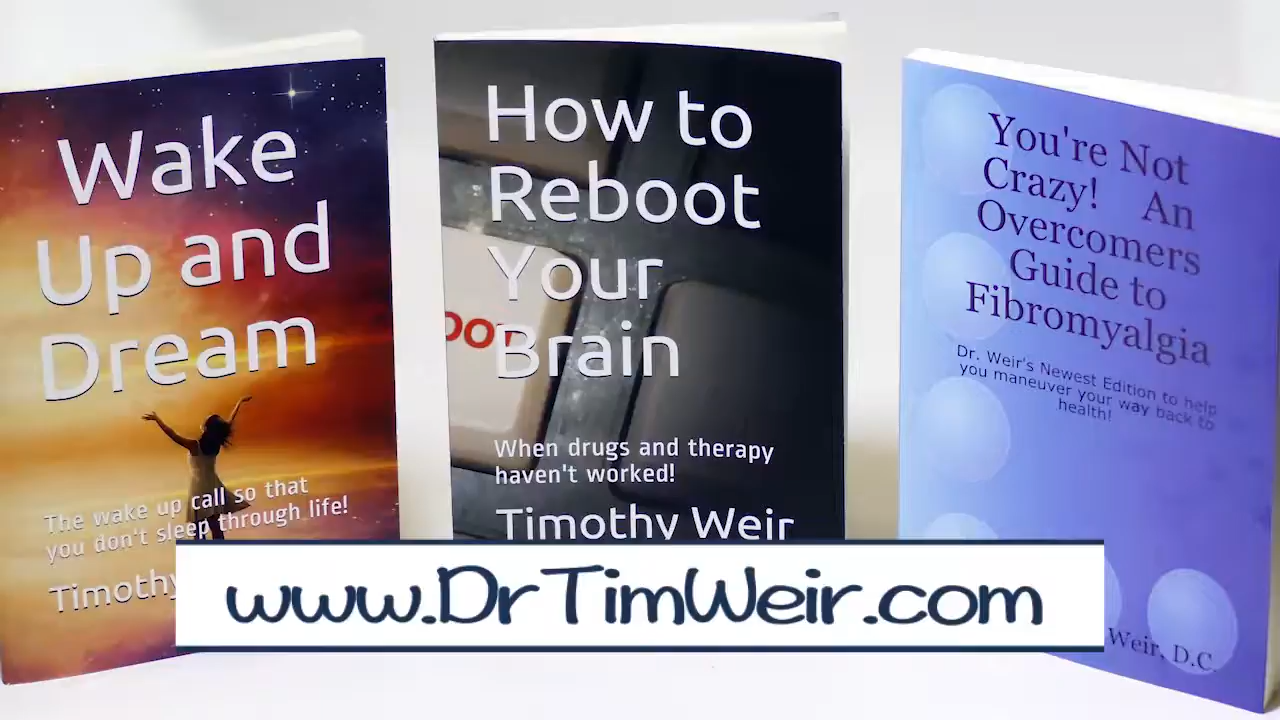 Wake
Up and
Dream
The wake up call so that
you don't sleep through life!
Timothy
How to
Reboot
Your
Brain
When drugs and therapy
haven't worked!
Timothy Weir
You're Not
Crazy! An
Overcomers
Guide to
Fibromyalgia
Dr. Weir's Newest Edition to help
you maneuver your way back to
health!
Weir, D.C.
www.DrTimWeir.com